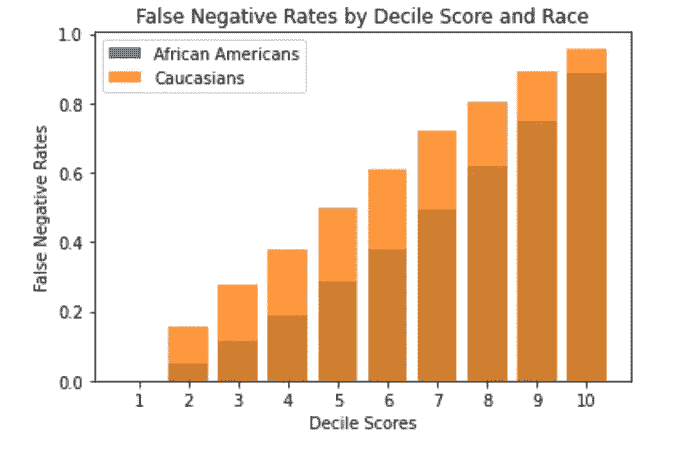 False Negative Rates by Decile Score and Race
African Americans
Caucasians
False Negative Rates
1.0
0.8
0.6
0.4
0.2
0.0
1 2 3 4 5 6 7 8 9 10
Decile Scores